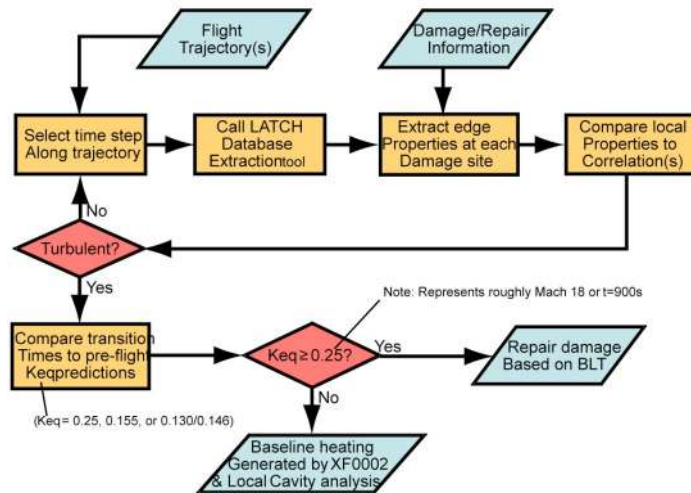 Flight
Trajectory(s)
Damage/Repair
Information
Select time step
Along trajectory
Call LATCH
Database
Extractiontool
Extract edge
Properties at each
Damage site
Compare local
Properties to
Correlation(s)
No
Turbulent?
Yes
Note: Represents roughly Mach 18 or t=900s
Compare transition
Times to pre-flight
Keqpredictions
Keq ≥ 0.25?
Yes
Repair damage
Based on BLT
(Keq = 0.25, 0.155, or 0.130/0.146)
No
Baseline heating
Generated by XF0002
& Local Cavity analysis